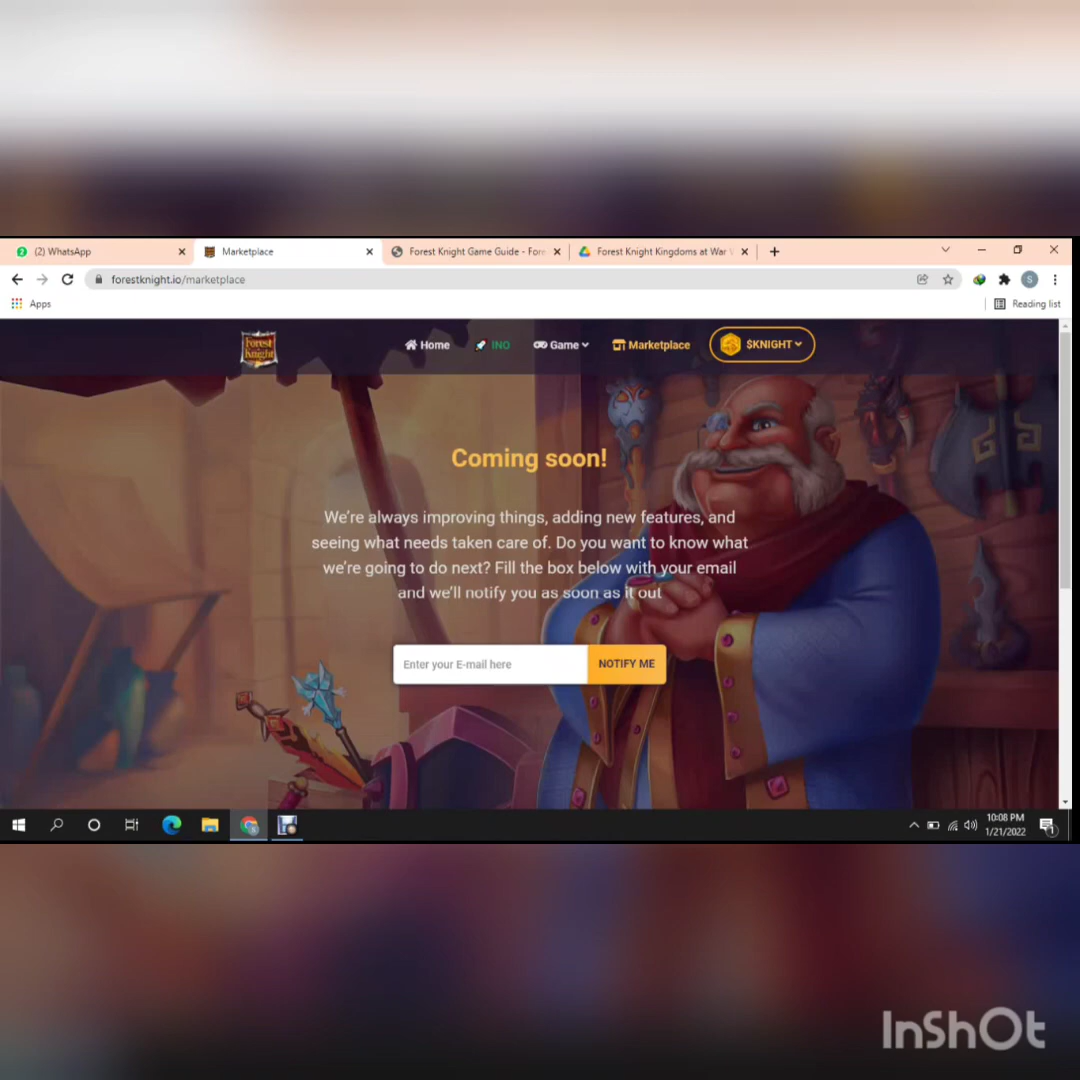 (2) WhatsApp
Marketplace
Forest Knight Game Guide - Fore
Forest Knight Kingdoms at War
forestknight.io/marketplace
S
Apps
Reading list
Forest
Knight
Home
INO
Game
Marketplace
$KNIGHT
Coming soon!
We're always improving things, adding new features, and
seeing what needs taken care of. Do you want to know what
we're going to do next? Fill the box below with your email
and we'll notify you as soon as it out
Enter your E-mail here
NOTIFY ME
10:08 PM
1/21/2022
1
InShOt